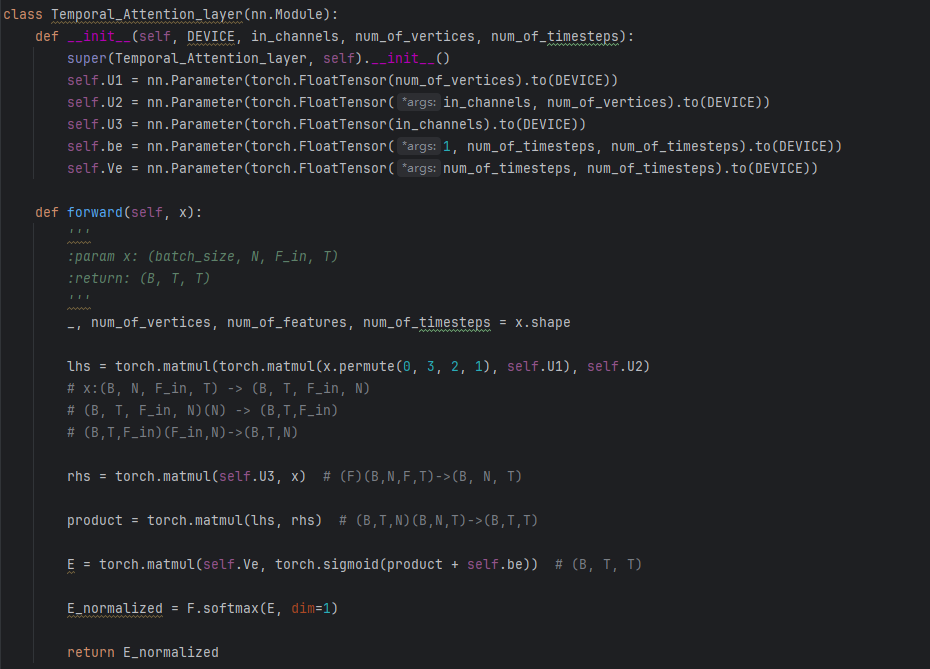 class Temporal_Attention_layer(nn.Module):
    def __init__(self, DEVICE, in_channels, num_of_vertices, num_of_timesteps):
        super(Temporal_Attention_layer, self).__init__()
        self.U1 = nn.Parameter(torch.FloatTensor(num_of_vertices).to(DEVICE))
        self.U2 = nn.Parameter(torch.FloatTensor( *args: in_channels, num_of_vertices).to(DEVICE))
        self.U3 = nn.Parameter(torch.FloatTensor(in_channels).to(DEVICE))
        self.be = nn.Parameter(torch.FloatTensor( *args: 1, num_of_timesteps, num_of_timesteps).to(DEVICE))
        self.Ve = nn.Parameter(torch.FloatTensor( *args: num_of_timesteps, num_of_timesteps).to(DEVICE))
    def forward(self, x):
        '''
        :param x: (batch_size, N, F_in, T)
        :return: (B, T, T)
        '''
        _, num_of_vertices, num_of_features, num_of_timesteps = x.shape
        lhs = torch.matmul(torch.matmul(x.permute(0, 3, 2, 1), self.U1), self.U2)
        # x:(B, N, F_in, T) -> (B, T, F_in, N)
        # (B, T, F_in, N)(N) -> (B,T,F_in)
        # (B,T,F_in)(F_in,N)->(B,T,N)
        rhs = torch.matmul(self.U3, x)  # (F)(B,N,F,T)->(B, N, T)
        product = torch.matmul(lhs, rhs)  # (B,T,N)(B,N,T)->(B,T,T)
        E = torch.matmul(self.Ve, torch.sigmoid(product + self.be))  # (B, T, T)
        E_normalized = F.softmax(E, dim=1)
        return E_normalized